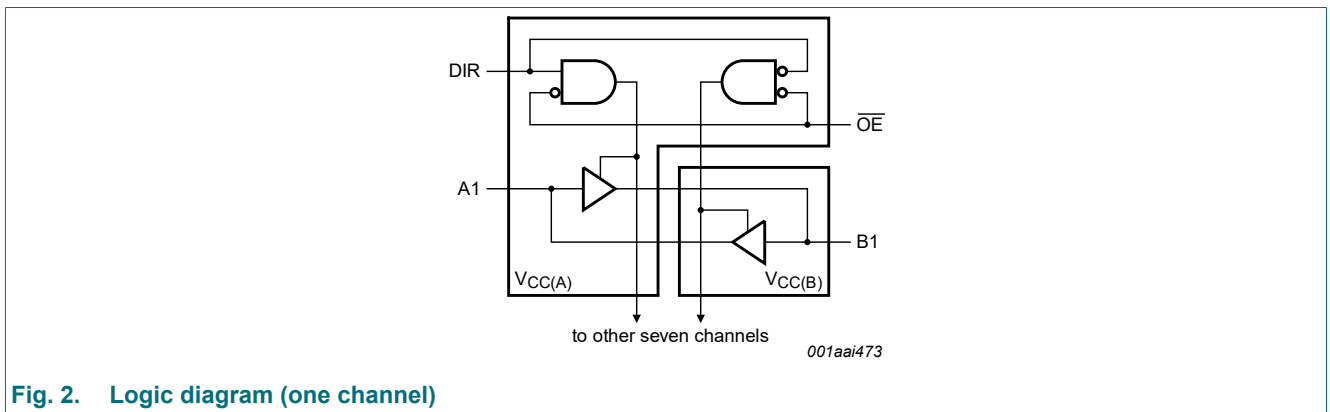 DIR
OE
A1
B1
VCC(A)
VCC(B)
to other seven channels
001aai473
Fig. 2. Logic diagram (one channel)